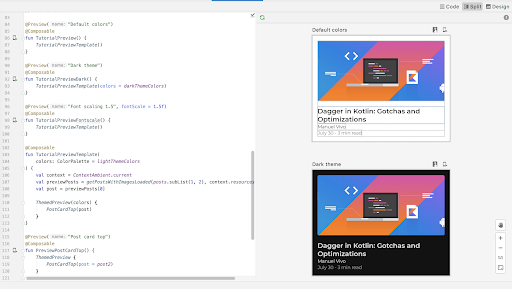 Code Split Design
@Preview( name: "Default colors")
@Composable
fun TutorialPreview() {
TutorialPreviewTemplate()
}
@Preview( name: "Dark theme")
@Composable
fun TutorialPreviewDark() {
TutorialPreviewTemplate(colors = darkThemeColors)
}
@Preview( name: "Font scaling 1.5", fontScale = 1.5f)
@Composable
fun TutorialPreviewFontscale() {
TutorialPreviewTemplate()
}
@Composable
fun TutorialPreviewTemplate(
colors: ColorPalette = lightThemeColors
) {
val context = ContextAmbient.current
val previewPosts = getPostsWithImagesLoaded(posts.subList(1, 2), context.resources
val post = previewPosts[0]
ThemedPreview(colors) {
PostCardTop(post)
}
}
@Preview( name: "Post card top")
@Composable
fun PreviewPostCardTop() {
ThemedPreview {
PostCardTop(post = post2)
}
Default colors
Dagger in Kotlin: Gotchas and
Optimizations
Manuel Vivo
July 30 · 3 min read
Dark theme
Dagger in Kotlin: Gotchas and
Optimizations
Manuel Vivo
July 30 · 3 min read